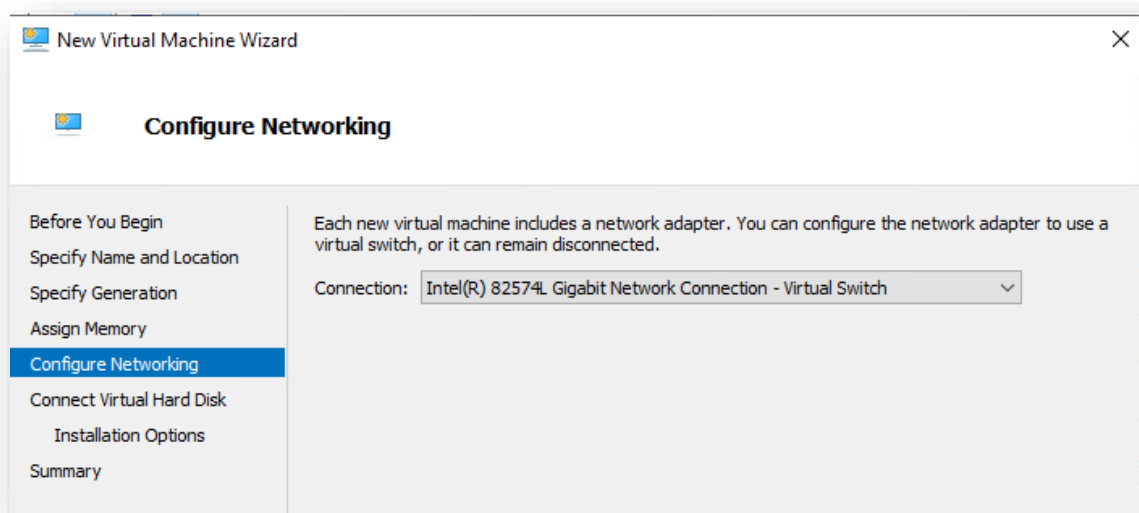 New Virtual Machine Wizard
Configure Networking
Before You Begin
Specify Name and Location
Specify Generation
Assign Memory
Configure Networking
Connect Virtual Hard Disk
Installation Options
Summary
Each new virtual machine includes a network adapter. You can configure the network adapter to use a
virtual switch, or it can remain disconnected.
Connection: Intel(R) 82574L Gigabit Network Connection - Virtual Switch